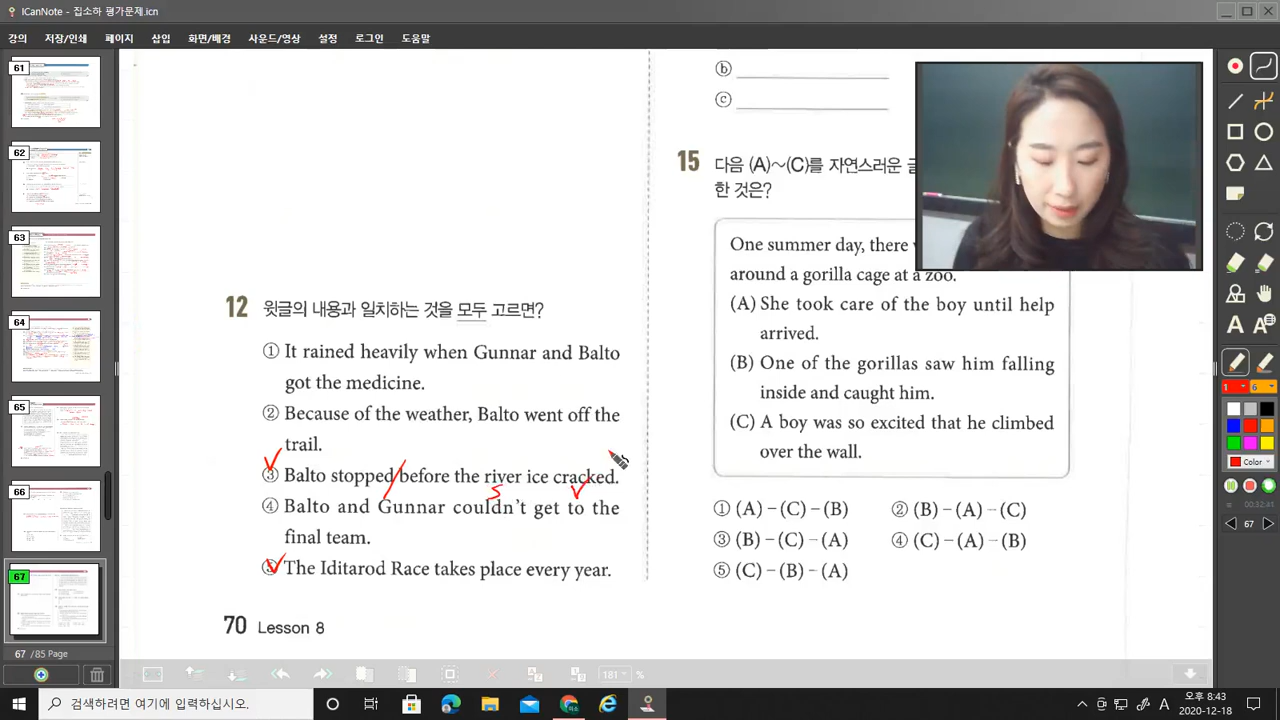 ICanNote - 집소하 평가문제.icn
강의 저장/인쇄 페이지 삽입 화면/배경 사운드/영상 설정 로그인 도움말
61
62
63
64
65
66
67
67 /85 Page
12 윗글의 내용과 일치하는 것을 모두 고르면?
① It rained heavily when Gunnar and Balto
got the medicine.
② Because of the weather, Balto went off the
trail.
③ Balto stopped before the river ice cracked.
④ Balto and Gunnar couldn't get to the
final team.
⑤ The Iditarod Race takes place every year.
70 Lesson 8
ⓑ
ⓒ
15 다음 (A)~(C)를 자연스러운
한 것은?
One summer day, there
around a gorilla cage at a zoo.
(A) She took care of the boy until help
arrived.
(B) One of the gorillas saw him falling
inside and caught him.
(C) A boy was so excited that he climbed
over the wall.
① (A) – (C) – (B) ② (B) – (A) – (C)
③ (B) – (C) – (A) ④ (C) – (A) – (B)
⑤ – (B) – (A)
A A
1 6
Color
00:32:41
67
181 %
검색하려면 여기에 입력하십시오.
A
오후 8:43
2020-12-18